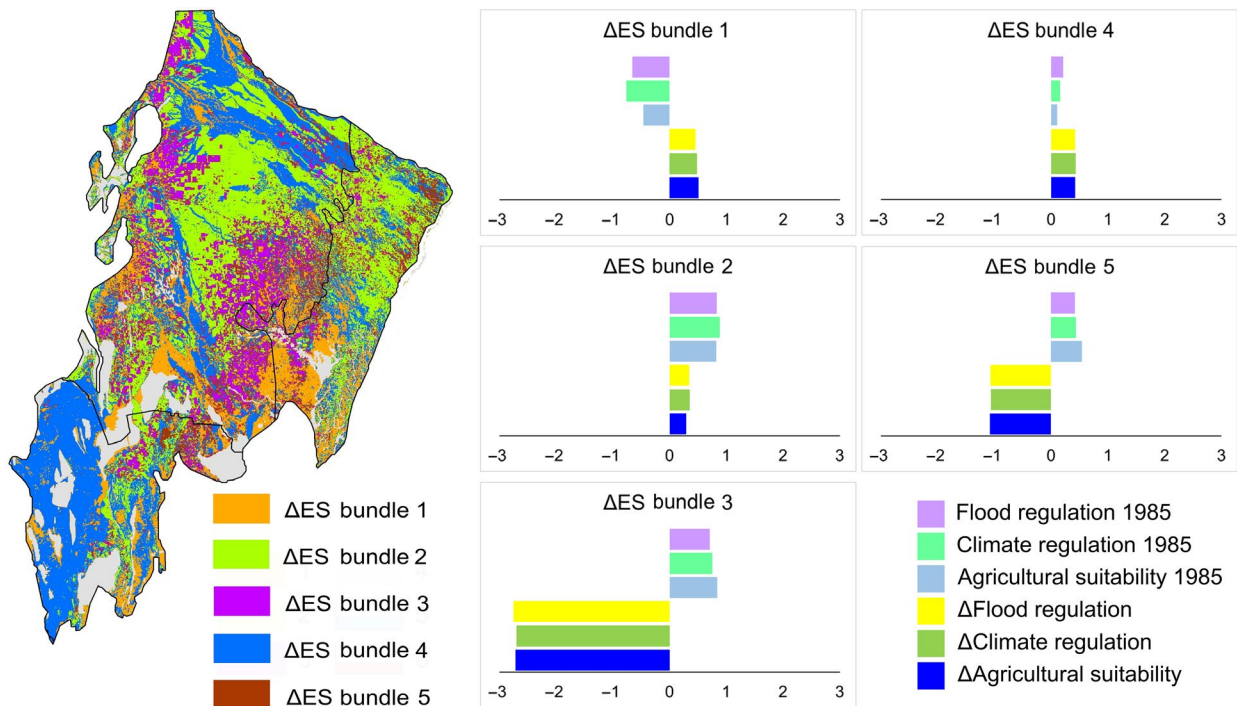 ΔES bundle 1
−3 −2 −1 0 1 2 3
ΔES bundle 4
−3 −2 −1 0 1 2 3
ΔES bundle 2
−3 −2 −1 0 1 2 3
ΔES bundle 5
−3 −2 −1 0 1 2 3
ΔES bundle 3
−3 −2 −1 0 1 2 3
ΔES bundle 1
ΔES bundle 2
ΔES bundle 3
ΔES bundle 4
ΔES bundle 5
Flood regulation 1985
Climate regulation 1985
Agricultural suitability 1985
ΔFlood regulation
ΔClimate regulation
ΔAgricultural suitability